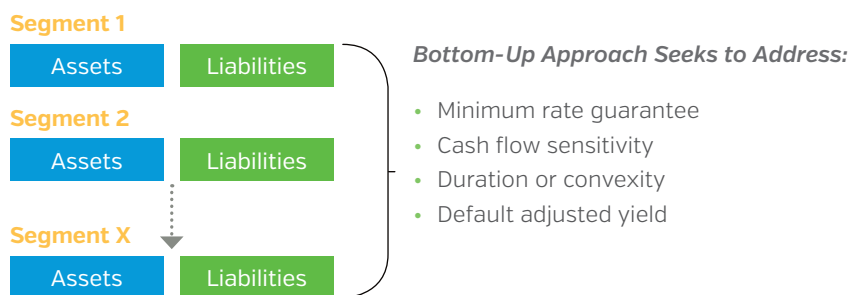 Segment 1
Assets
Liabilities
Segment 2
Assets
Liabilities
Segment X
Assets
Liabilities
Bottom-Up Approach Seeks to Address:
• Minimum rate guarantee
• Cash flow sensitivity
• Duration or convexity
• Default adjusted yield